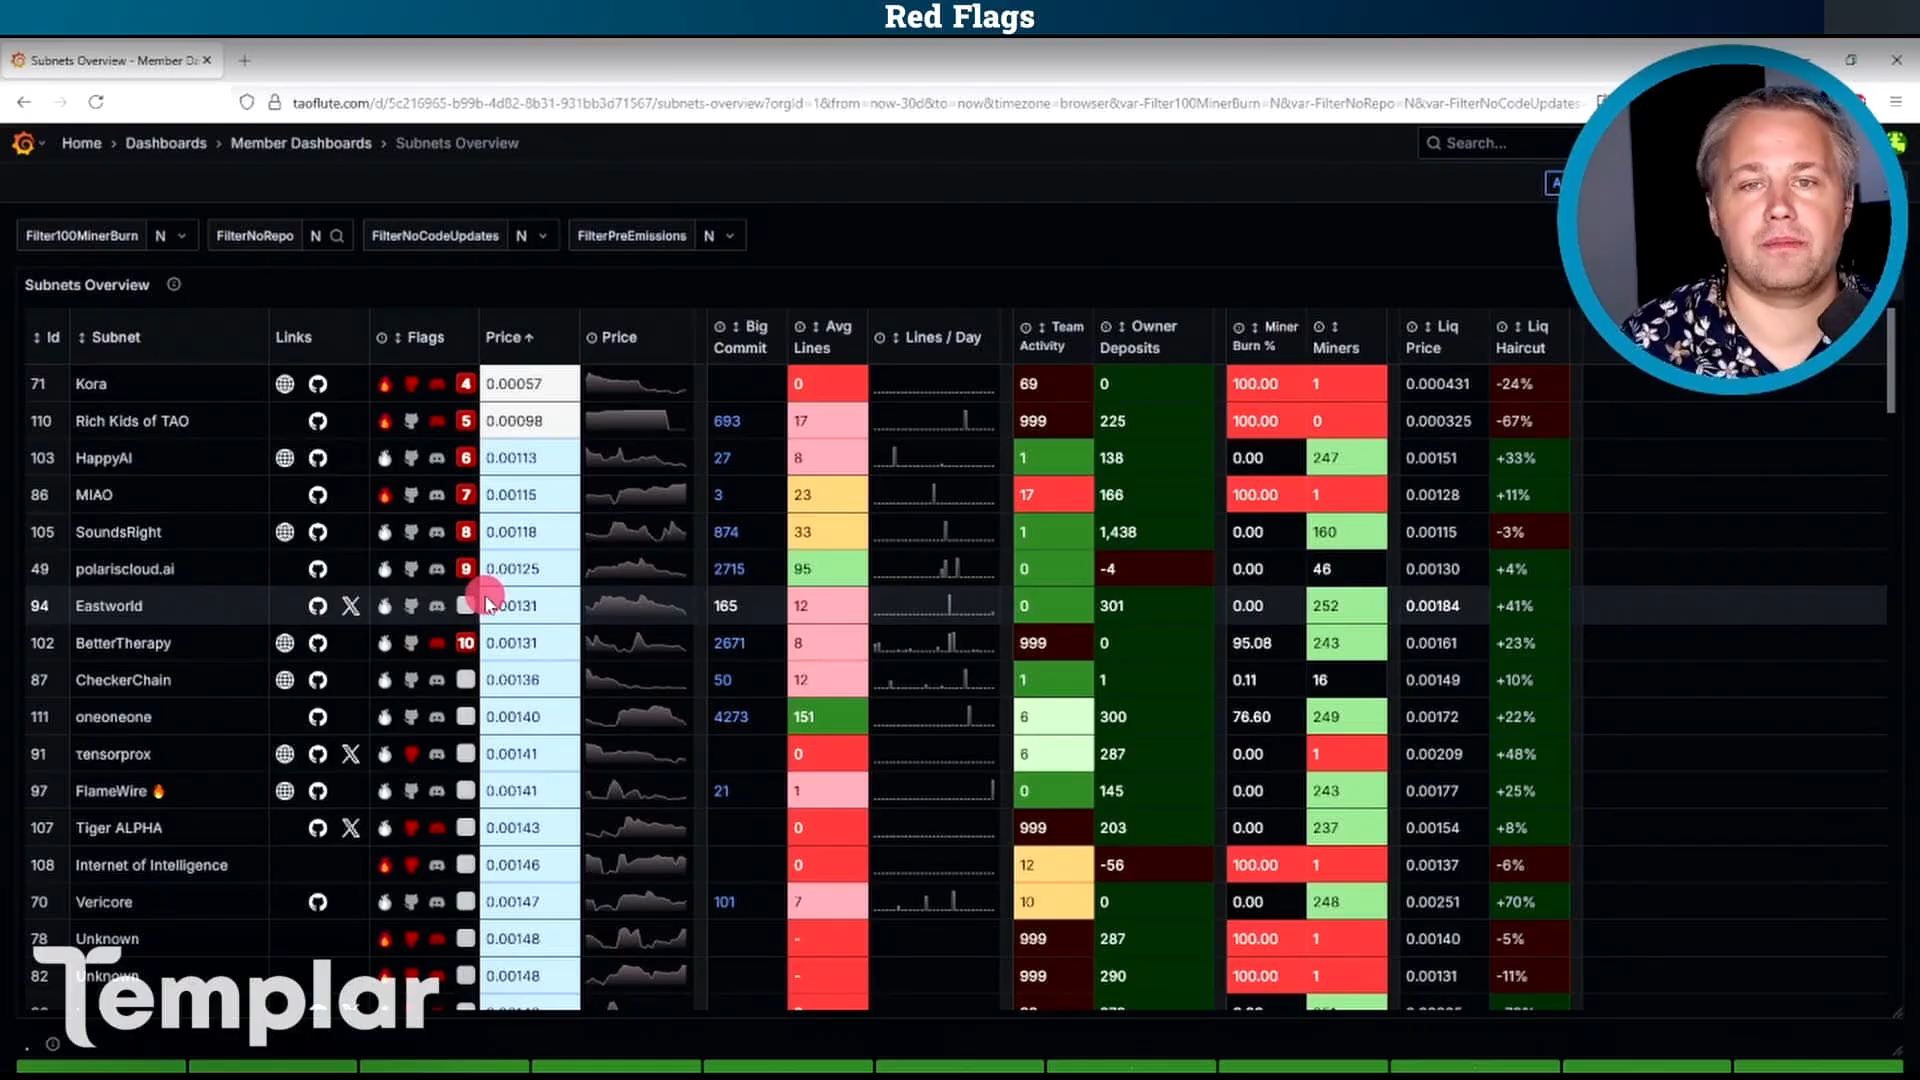 Red Flags
Subnets Overview - Member Da
taoflute.com/d/5c216965-b99b-4d82-8b31-931bb3d71567/subnets-overview?orgId=1&from=now-30d&to=now&timezone=browser&var-Filter100MinerBurn=N&var-FilterNoRepo=N&var-FilterNoCodeUpdates=
Home › Dashboards › Member Dashboards › Subnets Overview
Search...
Filter100MinerBurn N FilterNoRepo N FilterNoCodeUpdates N FilterPreEmissions N
Subnets Overview
Id Subnet Links Flags Price Price Big Commit Avg Lines Lines / Day Team Activity Owner Deposits Miner Burn % Miners Liq Price Liq Haircut
71 Kora 4 0.00057 0 69 0 100.00 1 0.000431 -24%
110 Rich Kids of TAO 5 0.00098 693 17 999 225 100.00 0 0.000325 -67%
103 HappyAI 6 0.00113 27 8 1 138 0.00 247 0.00151 +33%
86 MIAO 7 0.00115 3 23 17 166 100.00 1 0.00128 +11%
105 SoundsRight 8 0.00118 874 33 1 1,438 0.00 160 0.00115 -3%
49 polariscloud.ai 9 0.00125 2715 95 0 -4 0.00 46 0.00130 +4%
94 Eastworld 00131 165 12 0 301 0.00 252 0.00184 +41%
102 BetterTherapy 10 0.00131 2671 8 999 0 95.08 243 0.00161 +23%
87 CheckerChain 0.00136 50 12 1 1 0.11 16 0.00149 +10%
111 oneoneone 0.00140 4273 151 6 300 76.60 249 0.00172 +22%
91 τensorprox 0.00141 0 6 287 0.00 1 0.00209 +48%
97 FlameWire 🔥 0.00141 21 1 0 145 0.00 243 0.00177 +25%
107 Tiger ALPHA 0.00143 0 999 203 0.00 237 0.00154 +8%
108 Internet of Intelligence 0.00146 0 12 -56 100.00 1 0.00137 -6%
70 Vericore 0.00147 101 7 10 0 0.00 248 0.00251 +70%
78 Unknown 0.00148 - 999 287 100.00 1 0.00140 -5%
82 Unknown 0.00148 - 999 290 100.00 1 0.00131 -11%
Templar